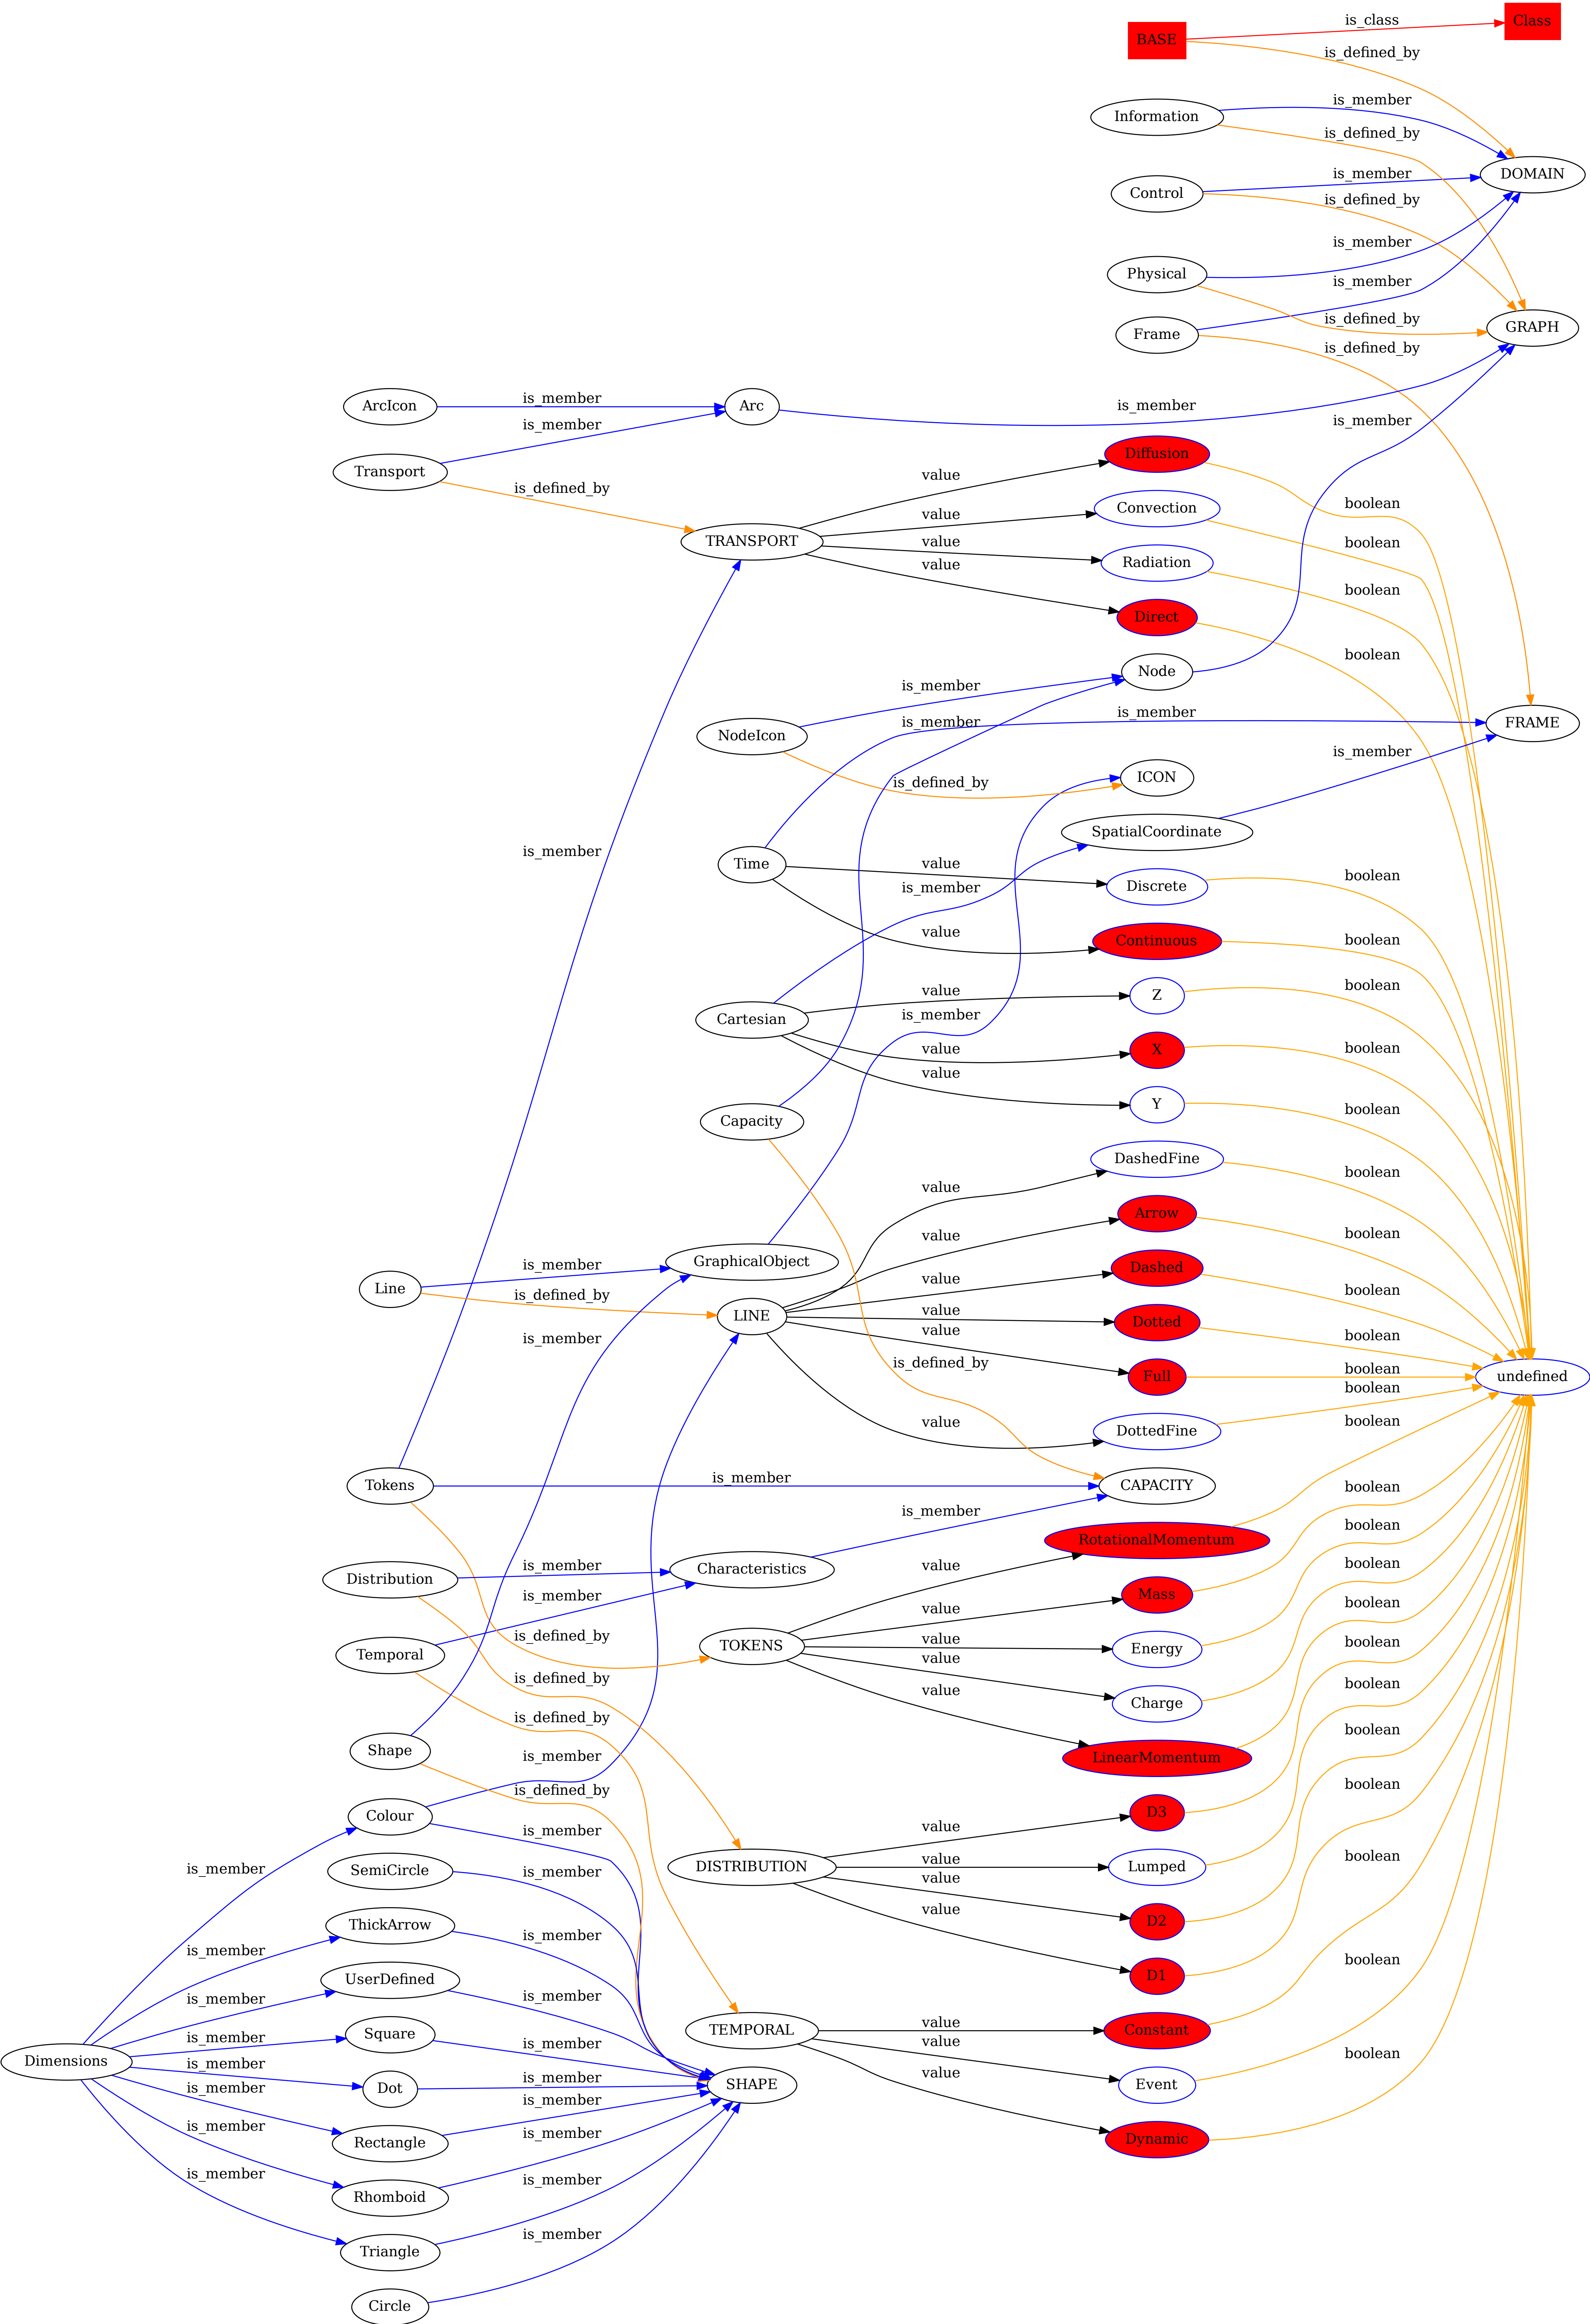 is_class
Class
BASE
is_defined_by
is_member
Information
is_defined_by
DOMAIN
is_member
Control
is_defined_by
is_member
Physical
is_member
is_defined_by
GRAPH
Frame
is_defined_by
ArcIcon
is_member
Arc
is_member
is_member
is_member
Transport
Diffusion
value
is_defined_by
boolean
Convection
value
TRANSPORT
value
boolean
Radiation
value
boolean
Direct
boolean
Node
is_member
is_member
is_member
FRAME
NodeIcon
is_member
ICON
is_defined_by
SpatialCoordinate
is_member
Time
value
boolean
Discrete
is_member
value
Continuous
boolean
boolean
value
Z
is_member
Cartesian
value
X
boolean
value
Y
boolean
Capacity
DashedFine
boolean
value
Arrow
value
boolean
GraphicalObject
is_member
Dashed
value
Line
is_defined_by
boolean
value
LINE
Dotted
value
boolean
is_member
is_defined_by
boolean
Full
undefined
boolean
value
boolean
DottedFine
is_member
Tokens
CAPACITY
boolean
is_member
boolean
RotationalMomentum
is_member
value
boolean
Characteristics
Distribution
is_member
Mass
boolean
value
is_defined_by
value
TOKENS
Energy
boolean
Temporal
value
is_defined_by
boolean
value
Charge
is_defined_by
boolean
Shape
is_member
LinearMomentum
boolean
is_defined_by
D3
Colour
value
is_member
is_member
value
DISTRIBUTION
Lumped
boolean
SemiCircle
is_member
value
value
D2
ThickArrow
is_member
is_member
boolean
UserDefined
D1
is_member
is_member
value
Square
is_member
is_member
TEMPORAL
Constant
value
Dimensions
is_member
is_member
value
boolean
Dot
SHAPE
Event
is_member
is_member
is_member
is_member
Rectangle
Dynamic
is_member
is_member
Rhomboid
is_member
Triangle
Circle